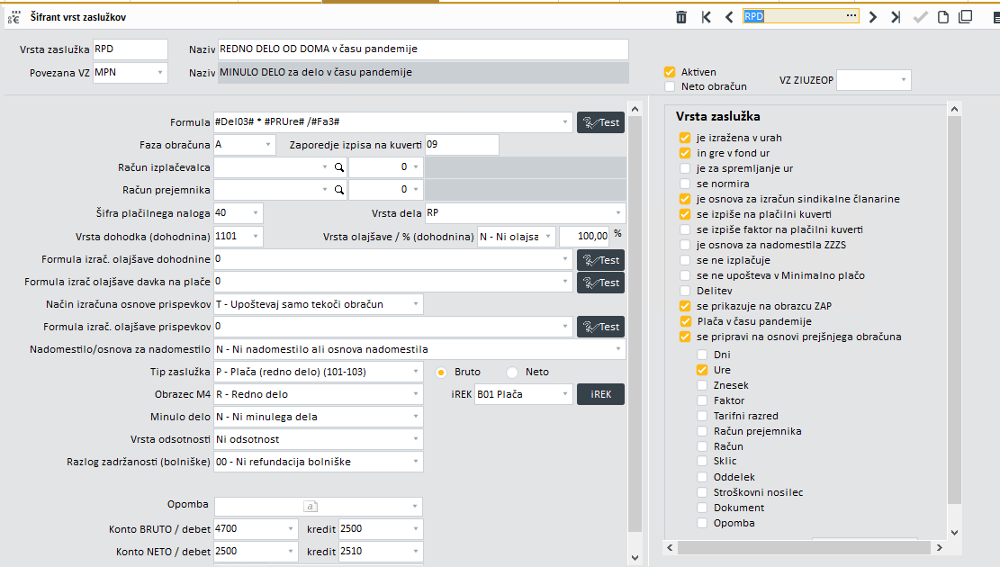 Šifrant vrst zaslužkov
RPD
Vrsta zaslužka RPD Naziv REDNO DELO OD DOMA v času pandemije
Povezana VZ MPN Naziv MINULO DELO za delo v času pandemije
Aktiven
Neto obračun
VZ ZIUZEOP
Formula #Del03# * #PRUre# /#Fa3# Test
Faza obračuna A Zaporedje izpisa na kuverti 09
Račun izplačevalca 0
Račun prejemnika 0
Šifra plačilnega naloga 40 Vrsta dela RP
Vrsta dohodka (dohodnina) 1101 Vrsta olajšave / % (dohodnina) N - Ni olajša 100,00 %
Formula izrač. olajšave dohodnine 0 Test
Formula izrač olajšave davka na plače 0 Test
Način izračuna osnove prispevkov T - Upoštevaj samo tekoči obračun
Formula izrač. olajšave prispevkov 0 Test
Nadomestilo/osnova za nadomestilo N - Ni nadomestilo ali osnova nadomestila
Tip zaslužka P - Plača (redno delo) (101-103) Bruto Neto
Obrazec M4 R - Redno delo iREK B01 Plača iREK
Minulo delo N - Ni minulega dela
Vrsta odsotnosti Ni odsotnost
Razlog zadržanosti (bolniške) 00 - Ni refundacija bolniške
Opomba a
Konto BRUTO / debet 4700 kredit 2500
Konto NETO / debet 2500 kredit 2510
Vrsta zaslužka
je izražena v urah
in gre v fond ur
je za spremljanje ur
se normira
je osnova za izračun sindikalne članarine
se izpiše na plačilni kuverti
se izpiše faktor na plačilni kuverti
je osnova za nadomestila ZZZS
se ne izplačuje
se ne upošteva v Minimalno plačo
Delitev
se prikazuje na obrazcu ZAP
Plača v času pandemije
se pripravi na osnovi prejšnjega obračuna
Dni
Ure
Znesek
Faktor
Tarifni razred
Račun prejemnika
Račun
Sklic
Oddelek
Stroškovni nosilec
Dokument
Opomba